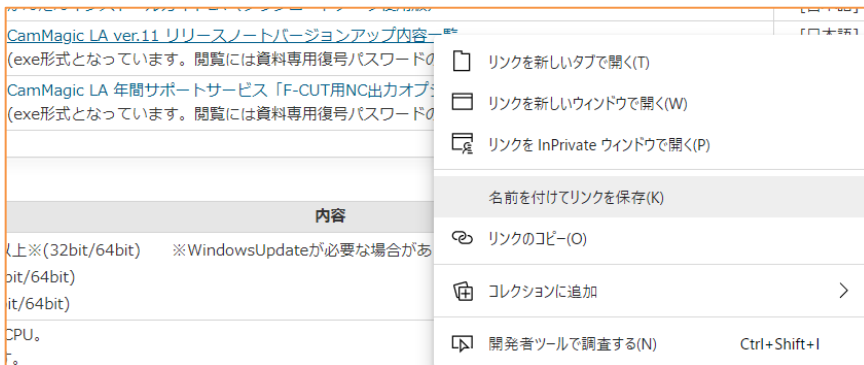 CamMagic LA ver.11 リリースノートバージョンアップ内容一覧
(exe形式となっています。閲覧には資料専用復号パスワードの
CamMagic LA 年間サポートサービス「F-CUT用NC出力オプシ
(exe形式となっています。閲覧には資料専用復号パスワードの
[日本語]
リンクを新しいタブで開く(T)
リンクを新しいウィンドウで開く(W)
リンクを InPrivate ウィンドウで開く(P)
名前を付けてリンクを保存(K)
リンクのコピー(O)
コレクションに追加
開発者ツールで調査する(N) Ctrl+Shift+I
内容
以上※(32bit/64bit) ※WindowsUpdateが必要な場合があ
bit/64bit)
it/64bit)
CPU。
す。